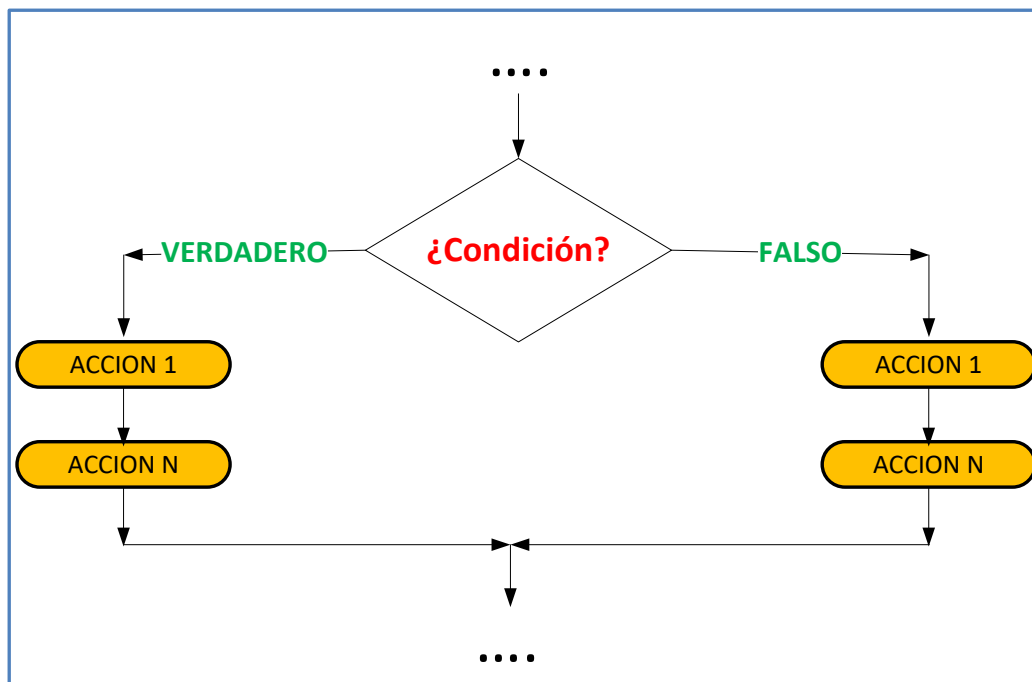 ....
¿Condición?
VERDADERO
FALSO
ACCION 1
ACCION 1
ACCION N
ACCION N
....